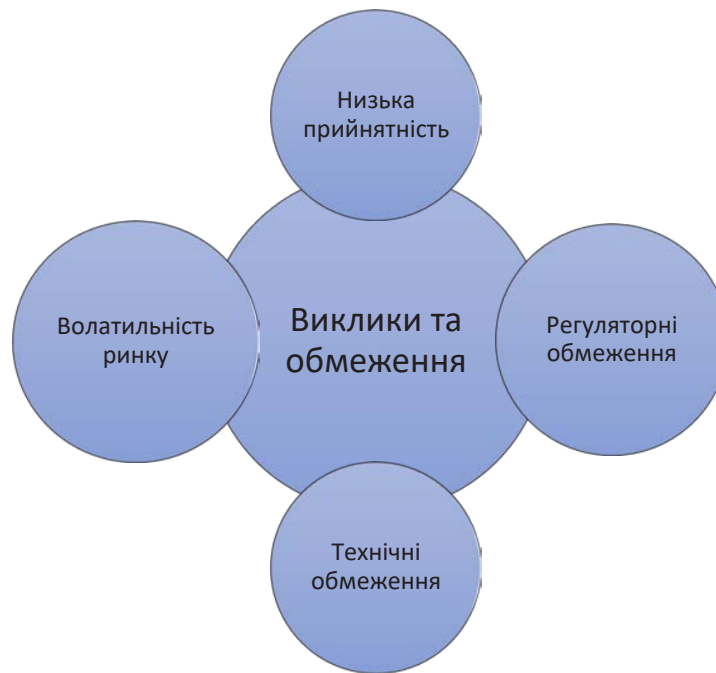 Низька
прийнятність
Волатильність
ринку
Виклики та
обмеження
Регуляторні
обмеження
Технічні
обмеження